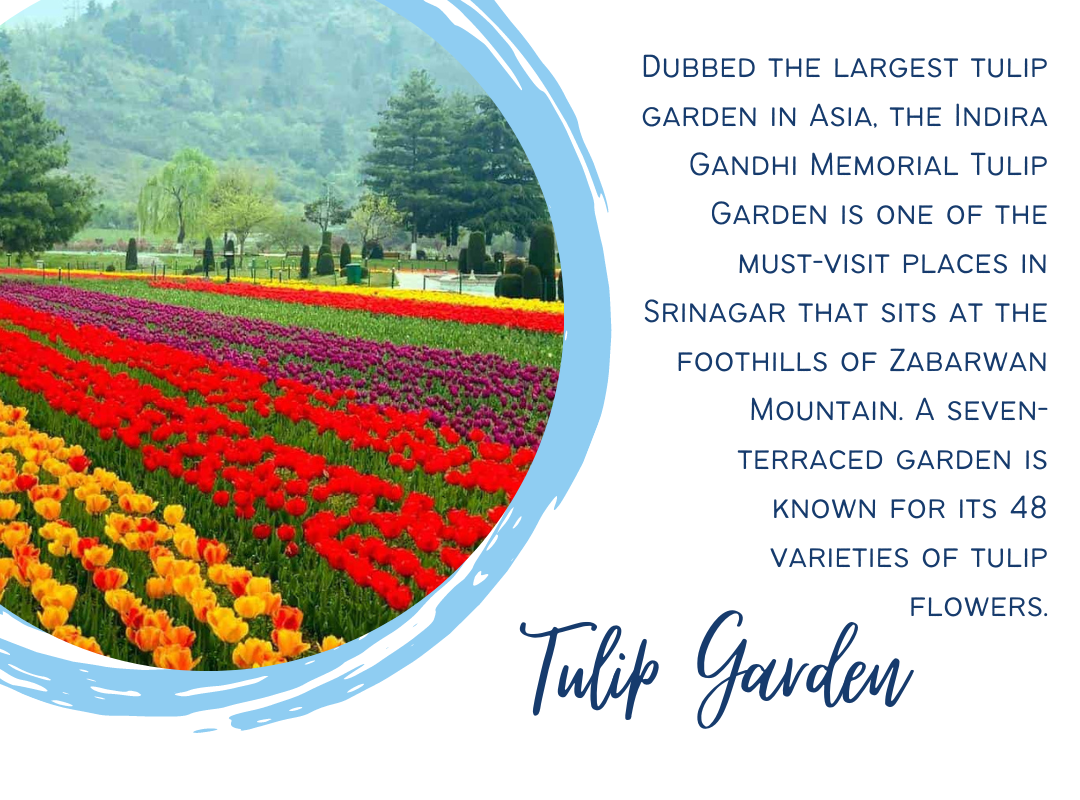 Dubbed the largest tulip
garden in Asia, the Indira
Gandhi Memorial Tulip
Garden is one of the
must-visit places in
Srinagar that sits at the
foothills of Zabarwan
Mountain. A seven-
terraced garden is
known for its 48
varieties of tulip
flowers.
Tulip Garden